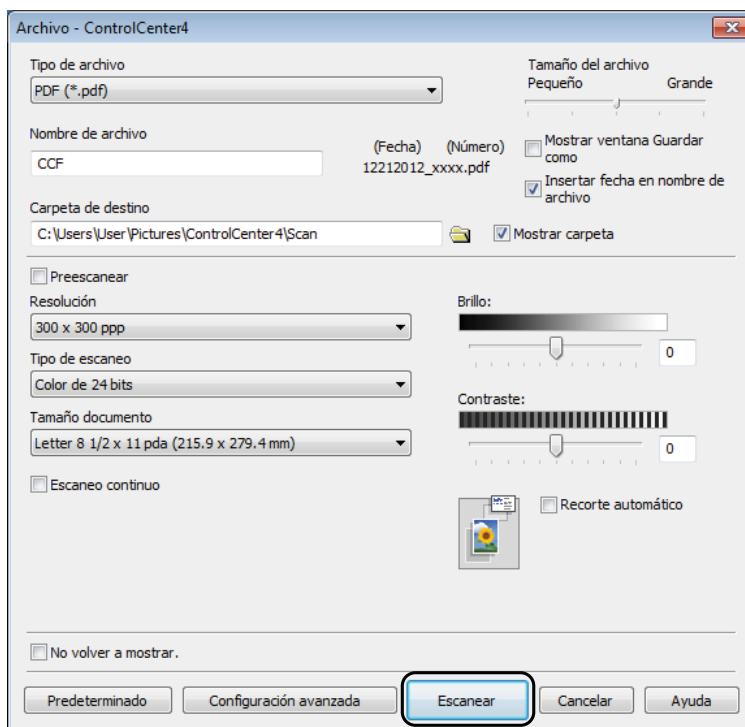 Archivo - ControlCenter4
Tipo de archivo
PDF (*.pdf)
Tamaño del archivo
Pequeño Grande
Nombre de archivo
CCF
(Fecha) (Número)
12212012_xxxx.pdf
Mostrar ventana Guardar
como
Insertar fecha en nombre de
archivo
Carpeta de destino
C:\Users\User\Pictures\ControlCenter4\Scan
Mostrar carpeta
Preescanear
Resolución
300 x 300 ppp
Tipo de escaneo
Color de 24 bits
Tamaño documento
Letter 8 1/2 x 11 pda (215.9 x 279.4 mm)
Escaneo continuo
Brillo:
0
Contraste:
0
Recorte automático
No volver a mostrar.
Predeterminado Configuración avanzada Escanear Cancelar Ayuda